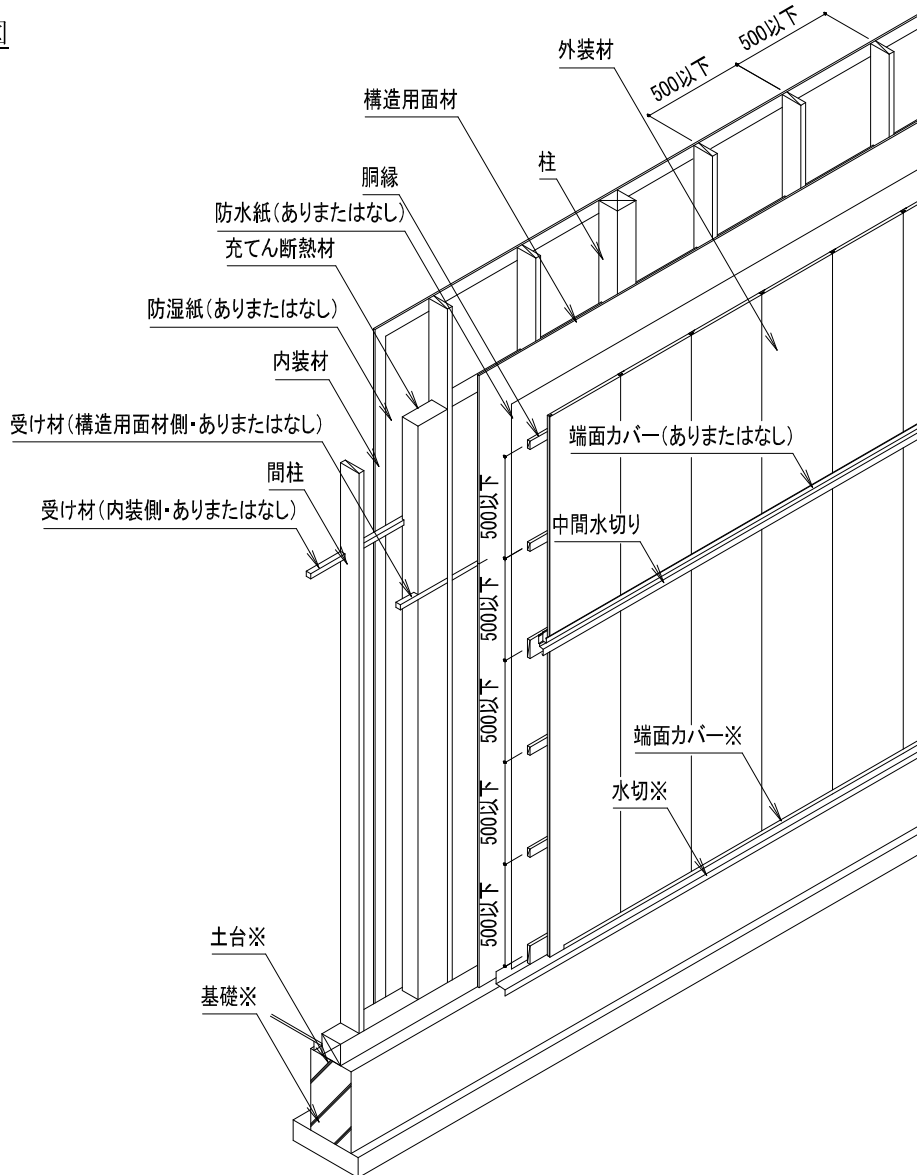 500以下
500以下
外装材
構造用面材
柱
胴縁
防水紙(ありまたはなし)
充てん断熱材
防湿紙(ありまたはなし)
内装材
受け材(構造用面材側・ありまたはなし)
間柱
受け材(内装側・ありまたはなし)
端面カバー(ありまたはなし)
中間水切り
500以下
500以下
500以下
500以下
500以下
端面カバー※
水切※
土台※
基礎※